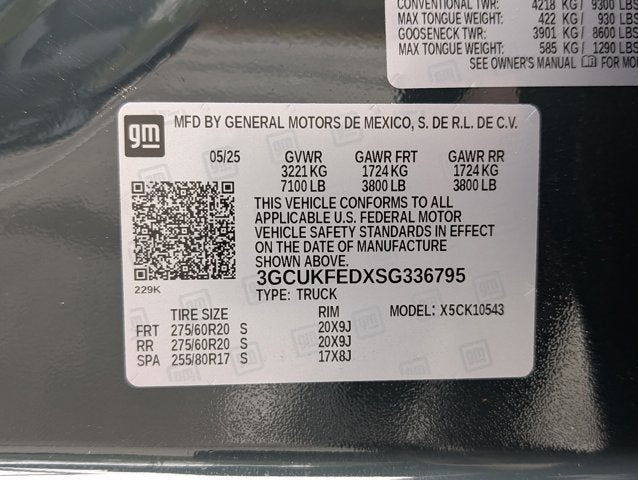 CONVENTIONAL TWR: 4218 KG/ 9300 LBS
MAX TONGUE WEIGHT: 422 KG/ 930 LBS
GOOSENECK TWR: 3901 KG/ 8600 LBS
MAX TONGUE WEIGHT: 585 KG/ 1290 LBS
SEE OWNER'S MANUAL FOR
gm
MFD BY GENERAL MOTORS DE MEXICO, S. DE R.L. DE C.V.
05/25 GVWR GAWR FRT GAWR RR
3221 KG 1724 KG 1724 KG
7100 LB 3800 LB 3800 LB
THIS VEHICLE CONFORMS TO ALL
APPLICABLE U.S. FEDERAL MOTOR
VEHICLE SAFETY STANDARDS IN EFFECT
ON THE DATE OF MANUFACTURE
SHOWN ABOVE.
3GCUKFEDXSG336795
229K
TYPE: TRUCK
TIRE SIZE RIM MODEL: X5CK10543
FRT 275/60R20 S 20X9J
RR 275/60R20 S 20X9J
SPA 255/80R17 S 17X8J